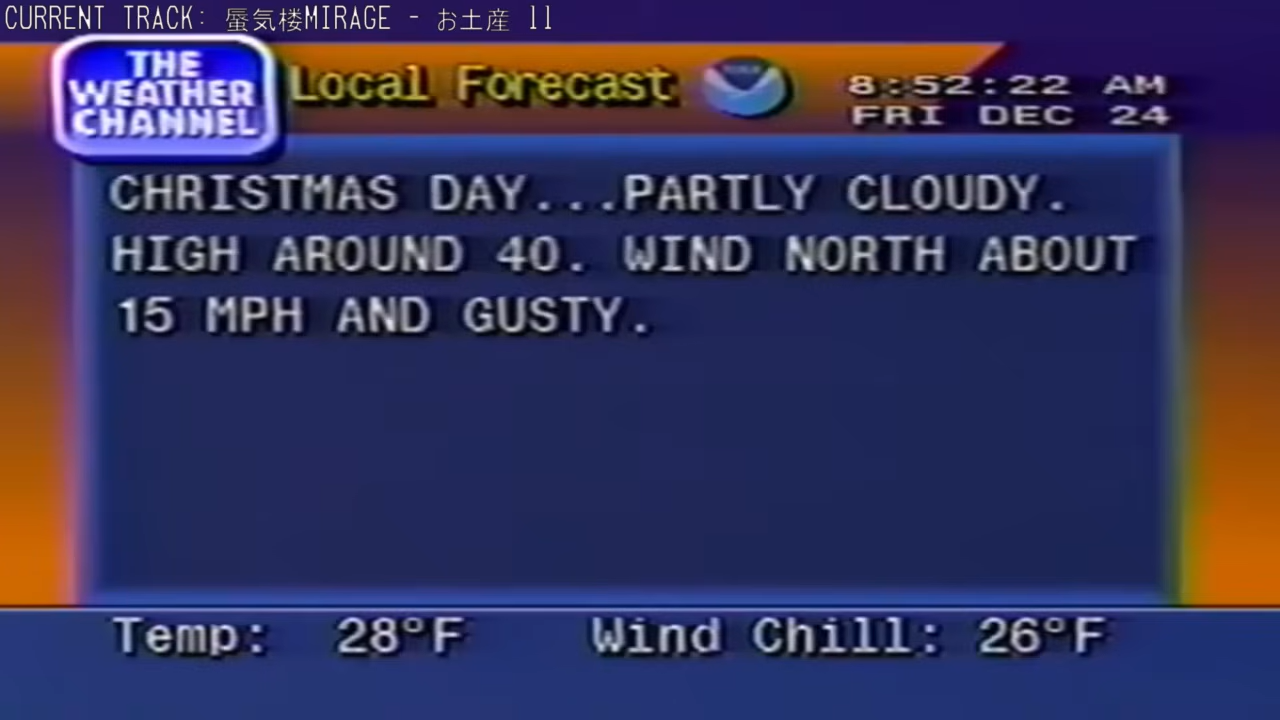 CURRENT TRACK: 蜃気楼MIRAGE - お土産 ll
THE
WEATHER
CHANNEL
Local Forecast
8:52:22 AM
FRI DEC 24
CHRISTMAS DAY...PARTLY CLOUDY.
HIGH AROUND 40. WIND NORTH ABOUT
15 MPH AND GUSTY.
Temp: 28°F Wind Chill: 26°F